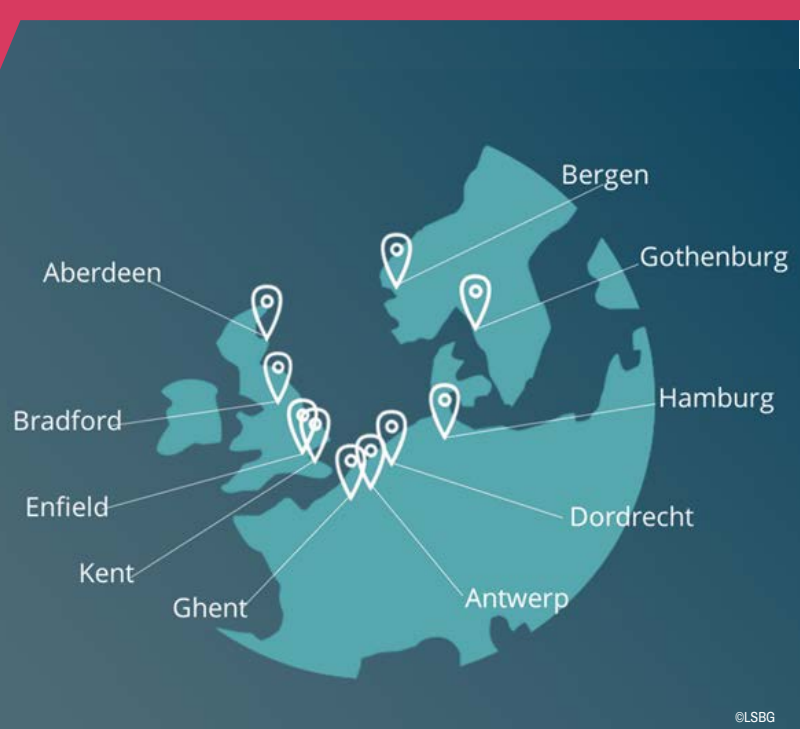 Bergen
Gothenburg
Aberdeen
Hamburg
Bradford
Enfield
Dordrecht
Kent
Antwerp
Ghent
©LSBG